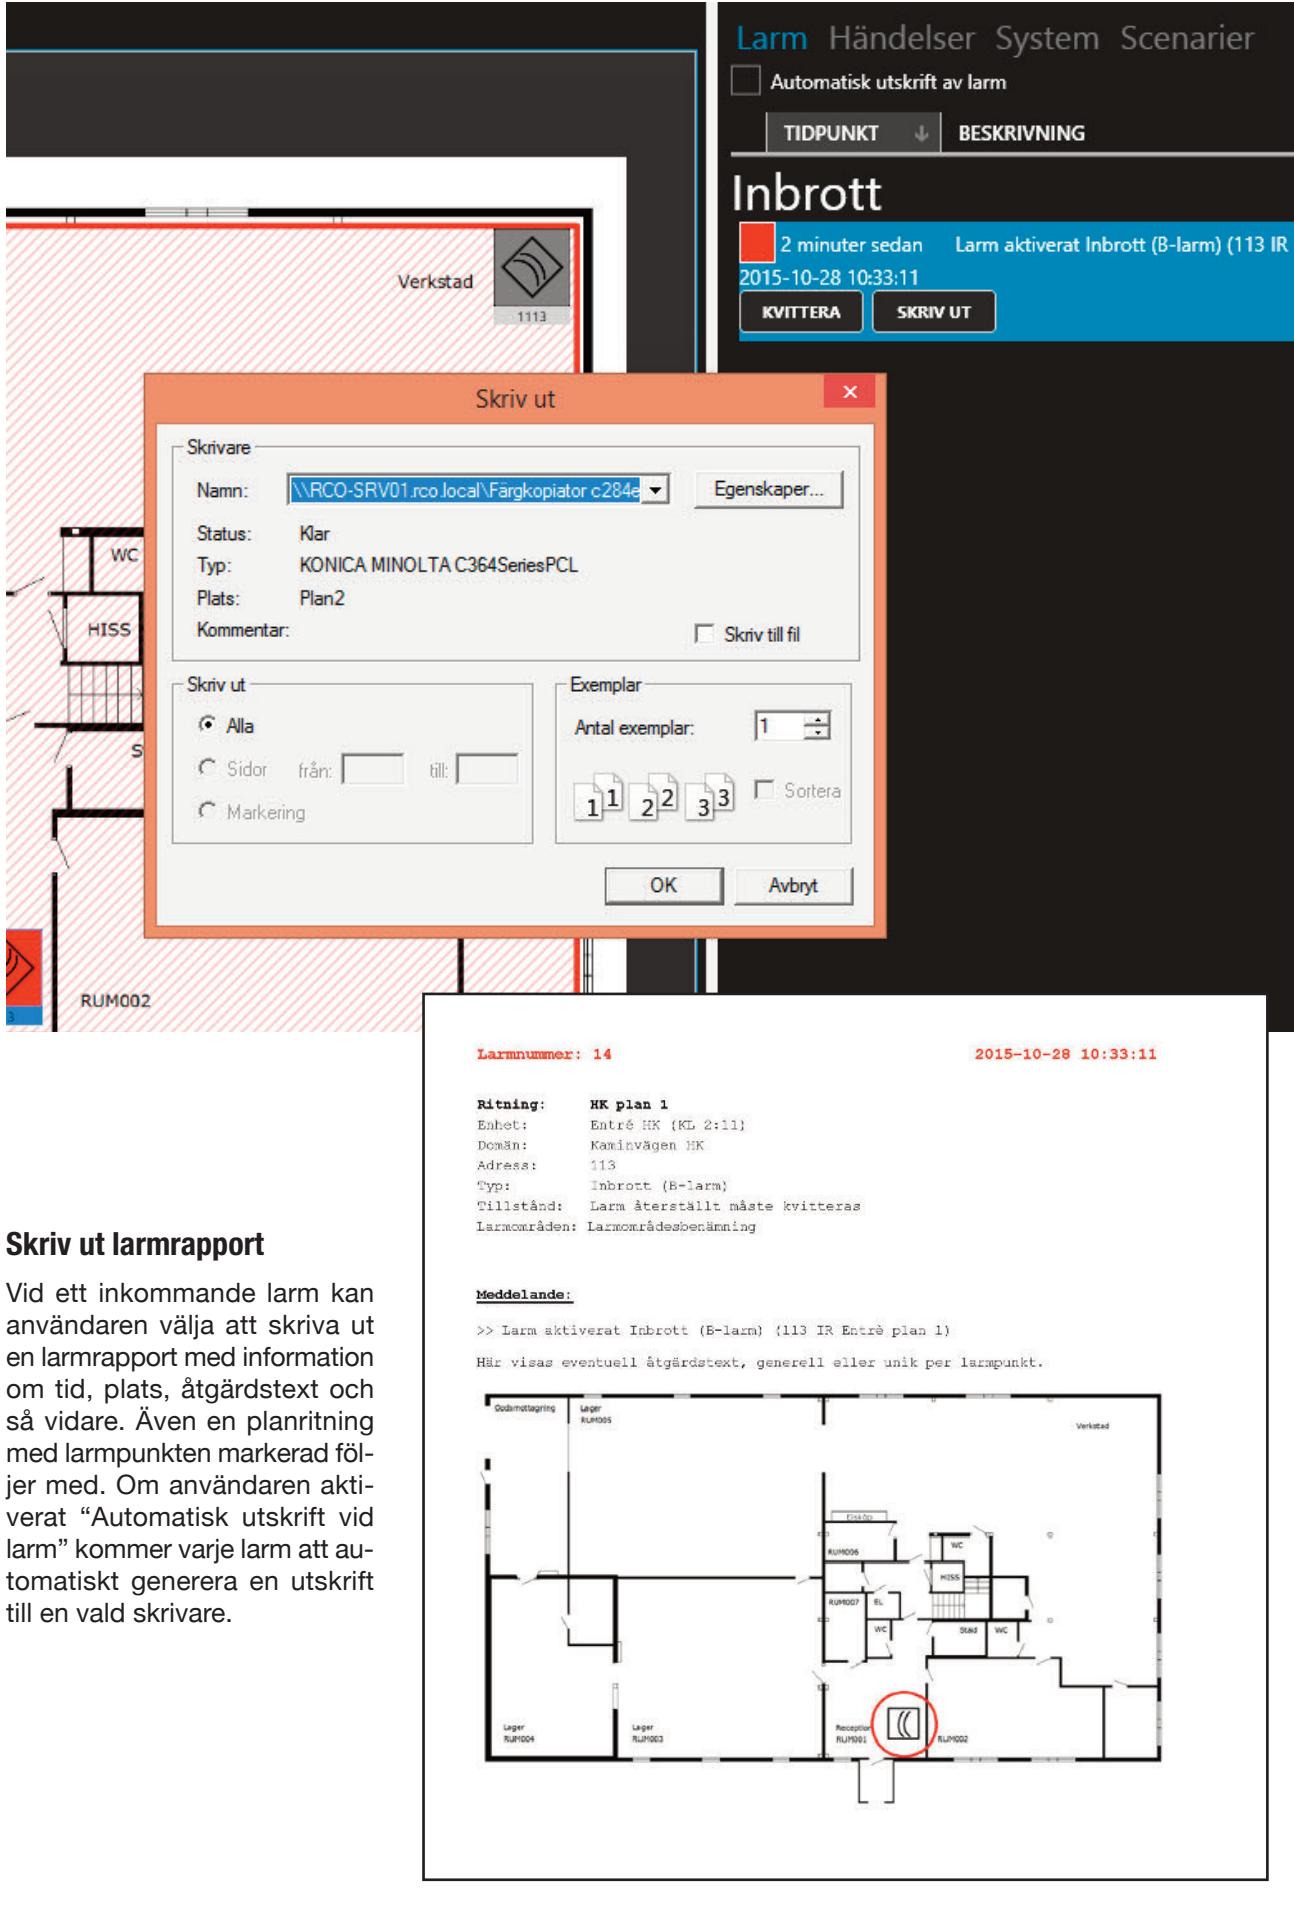 Larm Händelser System Scenarier
Automatisk utskrift av larm
TIDPUNKT BESKRIVNING
Inbrott
2 minuter sedan Larm aktiverat Inbrott (B-larm) (113 IR
2015-10-28 10:33:11
KVITTERA SKRIV UT
Verkstad
1113
WC
HISS
RUM002
Skriv ut
Skrivare
Namn: \\RCO-SRV01.rco.local\Färgkopiator c284e Egenskaper...
Status: Klar
Typ: KONICA MINOLTA C364SeriesPCL
Plats: Plan2
Kommentar: Skriv till fil
Skriv ut
Alla
Sidor från: till:
Markering
Exemplar
Antal exemplar: 1
1 1 2 2 3 3 Sortera
OK Avbryt
Skriv ut larmrapport
Vid ett inkommande larm kan
användaren välja att skriva ut
en larmrapport med information
om tid, plats, åtgärdstext och
så vidare. Även en planritning
med larmpunkten markerad föl-
jer med. Om användaren akti-
verat “Automatisk utskrift vid
larm” kommer varje larm att au-
tomatiskt generera en utskrift
till en vald skrivare.
Larmnummer: 14 2015-10-28 10:33:11
Ritning: HK plan 1
Enhet: Entré HK (KL 2:11)
Domän: Kaminvägen HK
Adress: 113
Typ: Inbrott (B-larm)
Tillstånd: Larm återställt måste kvitteras
Larmområden: Larmområdesbenämning
Meddelande:
>> Larm aktiverat Inbrott (B-larm) (113 IR Entrè plan 1)
Här visas eventuell åtgärdstext, generell eller unik per larmpunkt.
Godsmottagning
Lager
RUM005
Verkstad
RUM006
WC
HISS
RUM007
EL
WC
Städ
WC
Lager
RUM004
Lager
RUM003
Reception
RUM001
RUM002